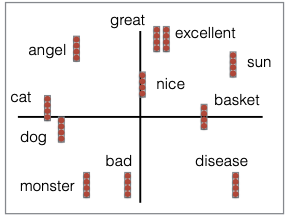 great
excellent
angel
sun
nice
cat
basket
dog
bad
disease
monster